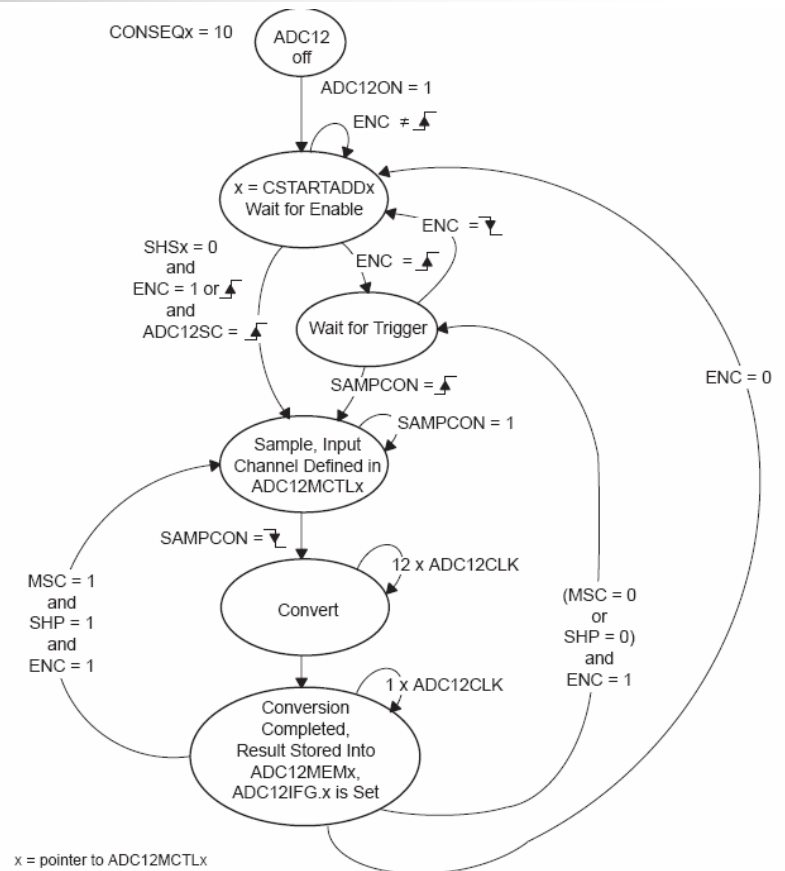 CONSEQx = 10
ADC12
off
ADC12ON = 1
ENC ≠
x = CSTARTADDx
Wait for Enable
ENC =
SHSx = 0
and
ENC = 1 or
and
ADC12SC =
ENC =
Wait for Trigger
ENC = 0
SAMPCON =
SAMPCON = 1
Sample, Input
Channel Defined in
ADC12MCTLx
SAMPCON =
12 x ADC12CLK
MSC = 1
and
SHP = 1
and
ENC = 1
Convert
(MSC = 0
or
SHP = 0)
and
ENC = 1
1 x ADC12CLK
Conversion
Completed,
Result Stored Into
ADC12MEMx,
ADC12IFG.x is Set
x = pointer to ADC12MCTLx